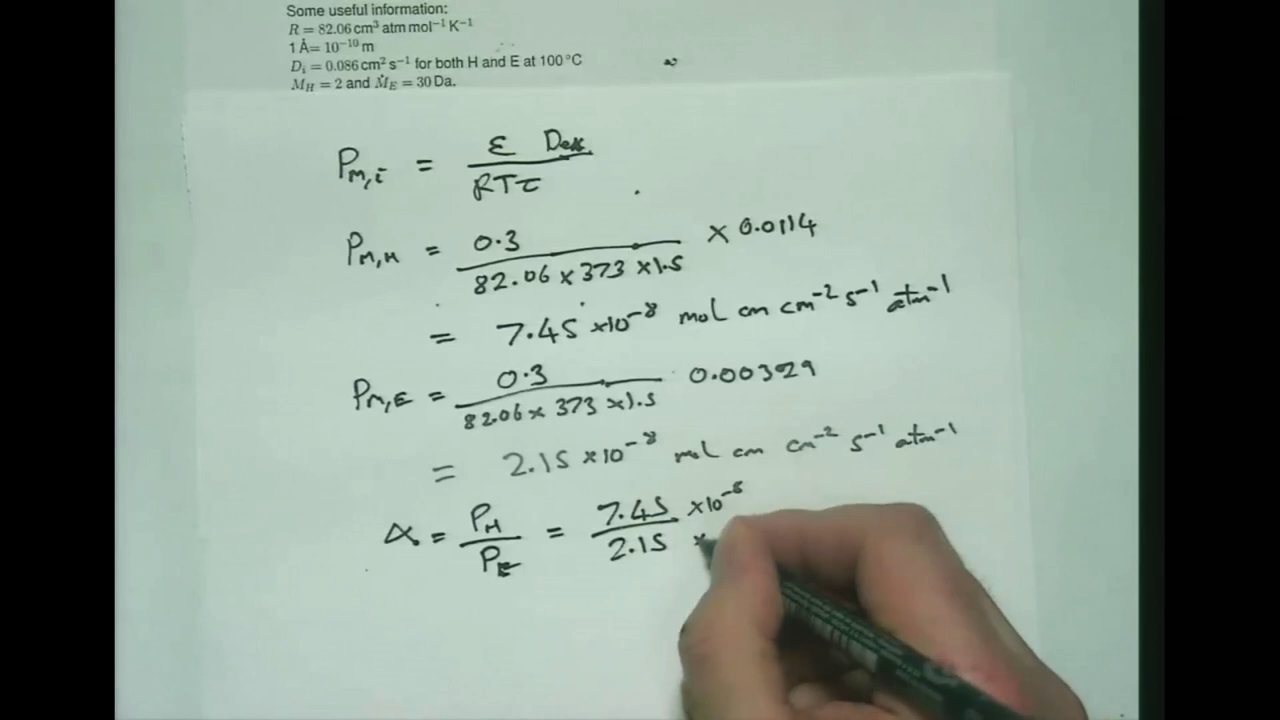 Some useful information:
R = 82.06 cm³ atm mol⁻¹ K⁻¹
1 Å= 10⁻¹⁰ m
Dᵢ = 0.086 cm² s⁻¹ for both H and E at 100 °C
M_H = 2 and M_E = 30 Da.
P_M,i = ε D_eff / RTτ
P_M,H = 0.3 / 82.06 × 373 × 1.5 × 0.0114
= 7.45 × 10⁻⁸ mol cm cm⁻² s⁻¹ atm⁻¹
P_M,E = 0.3 / 82.06 × 373 × 1.5 0.00329
= 2.15 × 10⁻⁸ mol cm cm⁻² s⁻¹ atm⁻¹
α = P_H / P_E = 7.45 × 10⁻⁸ / 2.15 ×